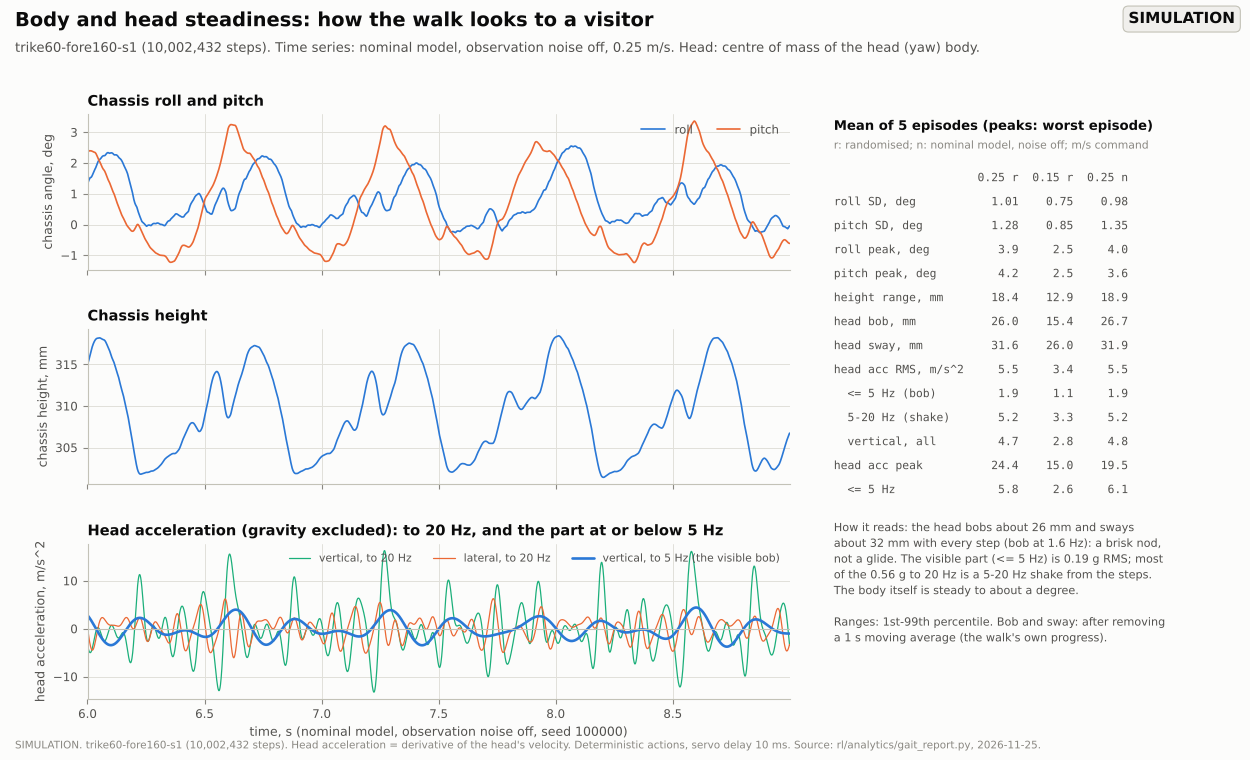 Body and head steadiness: how the walk looks to a visitor
SIMULATION
trike60-fore160-s1 (10,002,432 steps). Time series: nominal model, observation noise off, 0.25 m/s. Head: centre of mass of the head (yaw) body.
Chassis roll and pitch
roll pitch
chassis angle, deg
3
2
1
0
−1
Chassis height
chassis height, mm
315
310
305
Head acceleration (gravity excluded): to 20 Hz, and the part at or below 5 Hz
vertical, to 20 Hz lateral, to 20 Hz vertical, to 5 Hz (the visible bob)
head acceleration, m/s^2
10
0
−10
6.0 6.5 7.0 7.5 8.0 8.5
time, s (nominal model, observation noise off, seed 100000)
Mean of 5 episodes (peaks: worst episode)
r: randomised; n: nominal model, noise off; m/s command
0.25 r 0.15 r 0.25 n
roll SD, deg 1.01 0.75 0.98
pitch SD, deg 1.28 0.85 1.35
roll peak, deg 3.9 2.5 4.0
pitch peak, deg 4.2 2.5 3.6
height range, mm 18.4 12.9 18.9
head bob, mm 26.0 15.4 26.7
head sway, mm 31.6 26.0 31.9
head acc RMS, m/s^2 5.5 3.4 5.5
<= 5 Hz (bob) 1.9 1.1 1.9
5-20 Hz (shake) 5.2 3.3 5.2
vertical, all 4.7 2.8 4.8
head acc peak 24.4 15.0 19.5
<= 5 Hz 5.8 2.6 6.1
How it reads: the head bobs about 26 mm and sways
about 32 mm with every step (bob at 1.6 Hz): a brisk nod,
not a glide. The visible part (<= 5 Hz) is 0.19 g RMS; most
of the 0.56 g to 20 Hz is a 5-20 Hz shake from the steps.
The body itself is steady to about a degree.
Ranges: 1st-99th percentile. Bob and sway: after removing
a 1 s moving average (the walk's own progress).
SIMULATION. trike60-fore160-s1 (10,002,432 steps). Head acceleration = derivative of the head's velocity. Deterministic actions, servo delay 10 ms. Source: rl/analytics/gait_report.py, 2026-11-25.